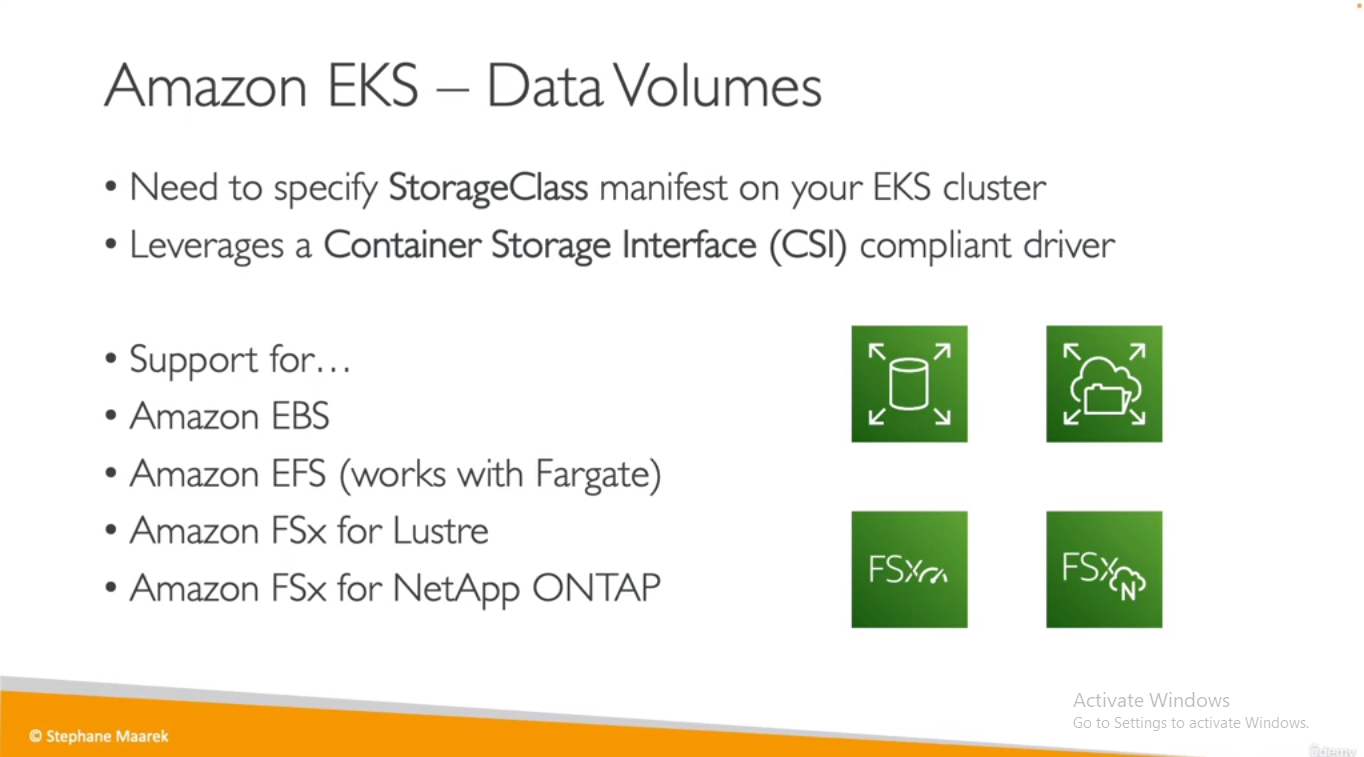 Amazon EKS – Data Volumes
• Need to specify StorageClass manifest on your EKS cluster
• Leverages a Container Storage Interface (CSI) compliant driver
• Support for…
• Amazon EBS
• Amazon EFS (works with Fargate)
• Amazon FSx for Lustre
• Amazon FSx for NetApp ONTAP
FSx
FSx
N
Activate Windows
Go to Settings to activate Windows.
© Stephane Maarek
ûdemy